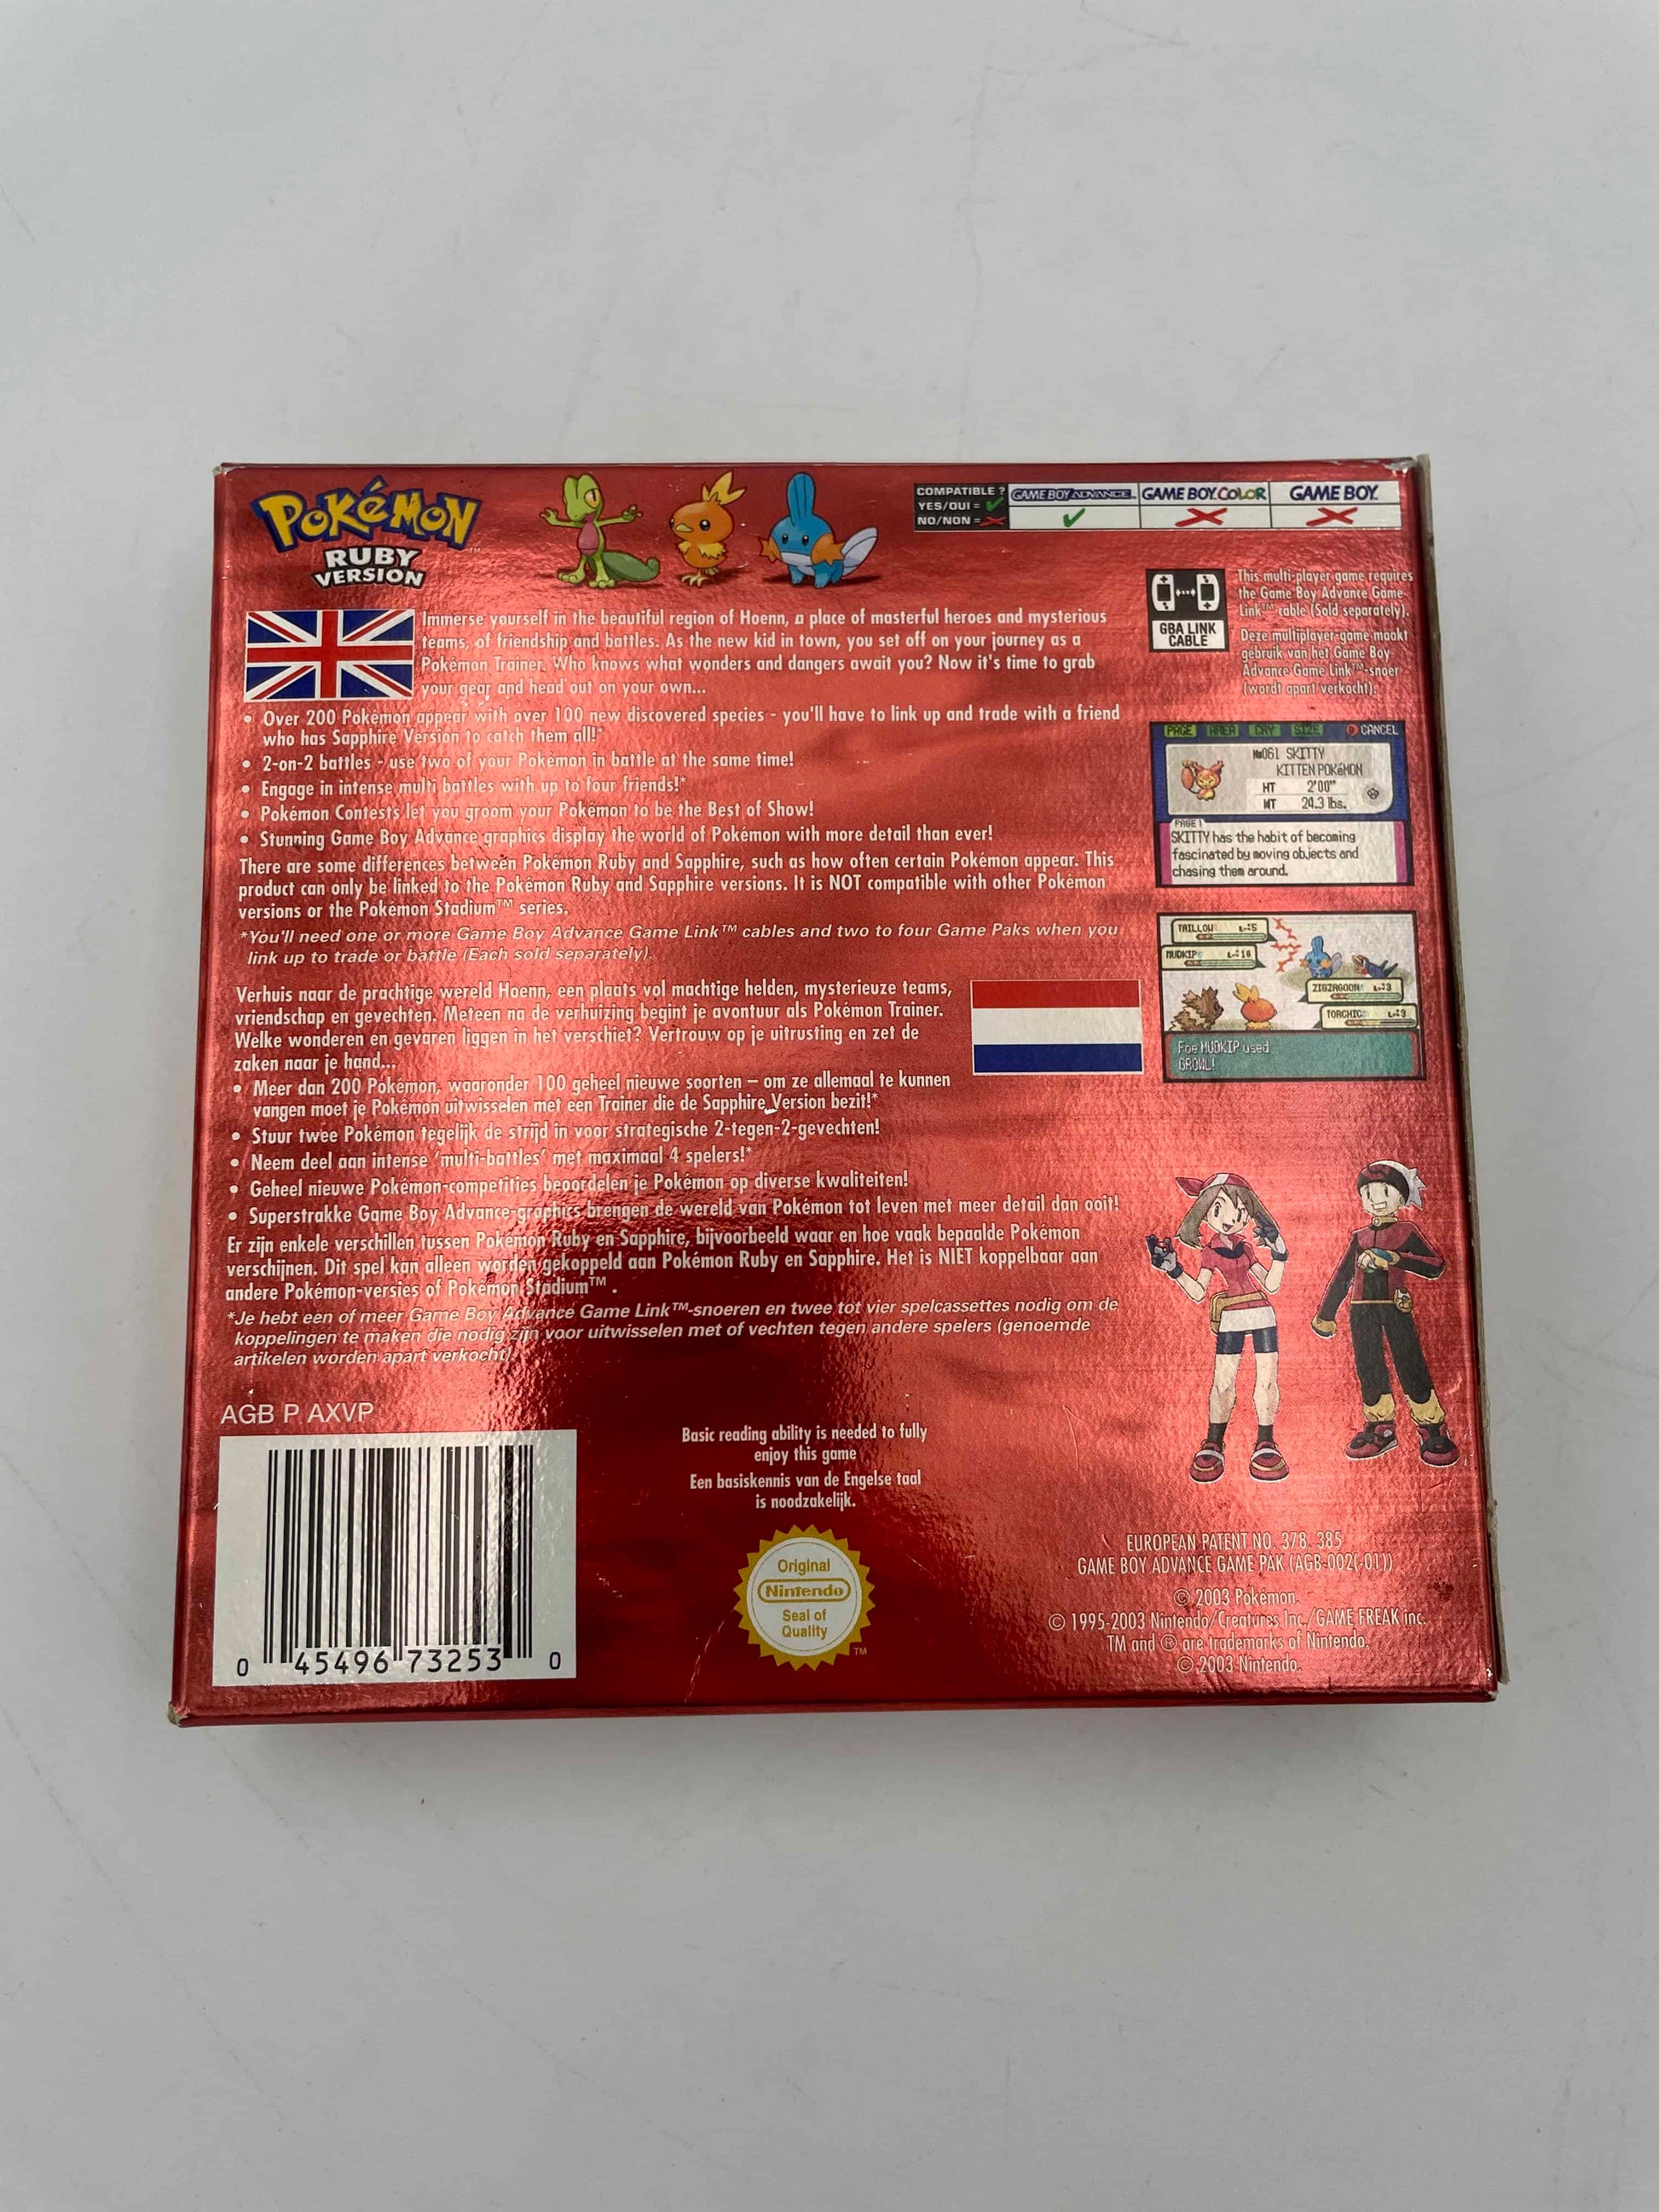 POKéMON™
RUBY
VERSION
COMPATIBLE ?
YES/OUI =
NO/NON =
GAME BOY ADVANCE
GAME BOY COLOR
GAME BOY
GBA LINK
CABLE
This multi-player game requires
the Game Boy Advance Game
Link™ cable (Sold separately).
Deze multiplayer-game maakt
gebruik van het Game Boy
Advance Game Link™-snoer
(wordt apart verkocht).
Immerse yourself in the beautiful region of Hoenn, a place of masterful heroes and mysterious
teams, of friendship and battles. As the new kid in town, you set off on your journey as a
Pokémon Trainer. Who knows what wonders and dangers await you? Now it's time to grab
your gear and head out on your own...
• Over 200 Pokémon appear with over 100 new discovered species - you'll have to link up and trade with a friend
who has Sapphire Version to catch them all!*
• 2-on-2 battles - use two of your Pokémon in battle at the same time!
• Engage in intense multi battles with up to four friends!*
• Pokémon Contests let you groom your Pokémon to be the Best of Show!
• Stunning Game Boy Advance graphics display the world of Pokémon with more detail than ever!
There are some differences between Pokémon Ruby and Sapphire, such as how often certain Pokémon appear. This
product can only be linked to the Pokémon Ruby and Sapphire versions. It is NOT compatible with other Pokémon
versions or the Pokémon Stadium™ series.
*You'll need one or more Game Boy Advance Game Link™ cables and two to four Game Paks when you
link up to trade or battle (Each sold separately).
PAGE AREA CRY SIZE CANCEL
№061 SKITTY
KITTEN POKéMON
HT 2'00"
WT 24.3 lbs.
PAGE 1
SKITTY has the habit of becoming
fascinated by moving objects and
chasing them around.
TAILLOW Lv5
MUDKIP Lv18
ZIGZAGOON Lv3
TORCHIC Lv3
Foe MUDKIP used
GROWL!
Verhuis naar de prachtige wereld Hoenn, een plaats vol machtige helden, mysterieuze teams,
vriendschap en gevechten. Meteen na de verhuizing begint je avontuur als Pokémon Trainer.
Welke wonderen en gevaren liggen in het verschiet? Vertrouw op je uitrusting en zet de
zaken naar je hand...
• Meer dan 200 Pokémon, waaronder 100 geheel nieuwe soorten – om ze allemaal te kunnen
vangen moet je Pokémon uitwisselen met een Trainer die de Sapphire Version bezit!*
• Stuur twee Pokémon tegelijk de strijd in voor strategische 2-tegen-2-gevechten!
• Neem deel aan intense 'multi-battles' met maximaal 4 spelers!*
• Geheel nieuwe Pokémon-competities beoordelen je Pokémon op diverse kwaliteiten!
• Superstrakke Game Boy Advance-graphics brengen de wereld van Pokémon tot leven met meer detail dan ooit!
Er zijn enkele verschillen tussen Pokémon Ruby en Sapphire, bijvoorbeeld waar en hoe vaak bepaalde Pokémon
verschijnen. Dit spel kan alleen worden gekoppeld aan Pokémon Ruby en Sapphire. Het is NIET koppelbaar aan
andere Pokémon-versies of Pokémon Stadium™.
*Je hebt een of meer Game Boy Advance Game Link™-snoeren en twee tot vier spelcassettes nodig om de
koppelingen te maken die nodig zijn voor uitwisselen met of vechten tegen andere spelers (genoemde
artikelen worden apart verkocht).
AGB P AXVP
0 45496 73253 0
Basic reading ability is needed to fully
enjoy this game
Een basiskennis van de Engelse taal
is noodzakelijk.
Original
Nintendo
Seal of
Quality
TM
EUROPEAN PATENT NO. 378, 385
GAME BOY ADVANCE GAME PAK (AGB-002(-01))
© 2003 Pokémon.
© 1995-2003 Nintendo/Creatures Inc./GAME FREAK inc.
TM and ® are trademarks of Nintendo.
© 2003 Nintendo.